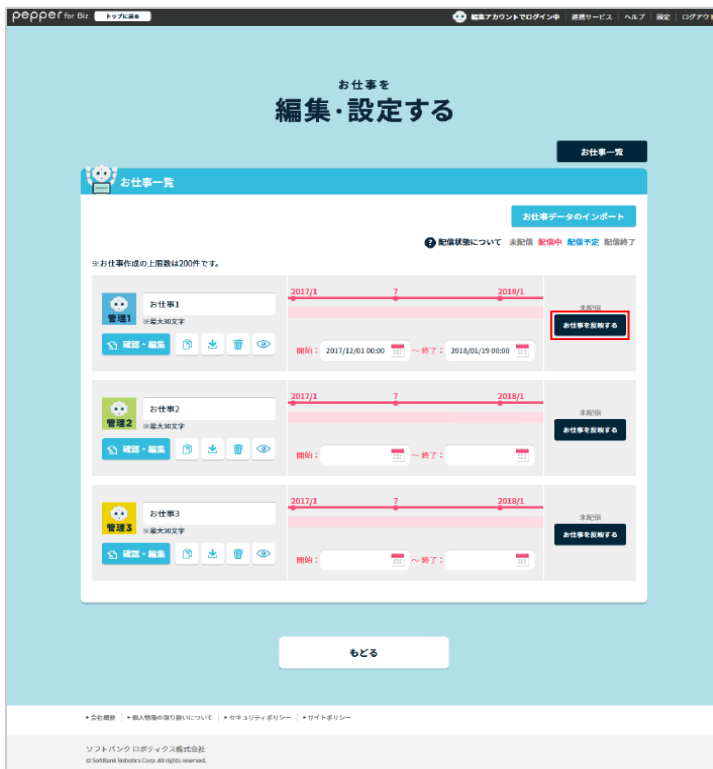 pepper for Biz トップに戻る 編集アカウントでログイン中 連携サービス ヘルプ 設定 ログアウト
お仕事を
編集・設定する
お仕事一覧
お仕事一覧
お仕事データのインポート
? 配信状態について 未配信 配信中 配信予定 配信終了
※お仕事作成の上限数は200件です。
管理1
お仕事1
※最大30文字
確認・編集
2017/1 7 2018/1
開始: 2017/12/01 00:00 ～終了: 2018/01/19 00:00
未配信
お仕事を反映する
管理2
お仕事2
※最大30文字
確認・編集
2017/1 7 2018/1
開始: ～終了:
未配信
お仕事を反映する
管理3
お仕事3
※最大30文字
確認・編集
2017/1 7 2018/1
開始: ～終了:
未配信
お仕事を反映する
もどる
会社概要 個人情報の取り扱いについて セキュリティポリシー サイトポリシー
ソフトバンク ロボティクス株式会社
© SoftBank Robotics Corp. All rights reserved.